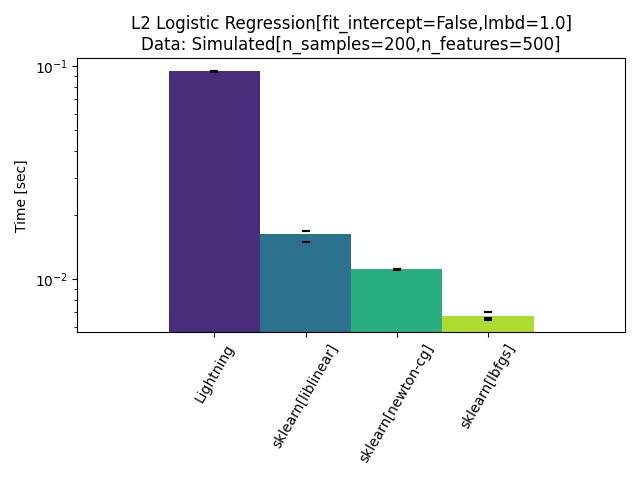 L2 Logistic Regression[fit_intercept=False,lmbd=1.0]
Data: Simulated[n_samples=200,n_features=500]
Time [sec]
10⁻¹
10⁻²
Lightning
sklearn[liblinear]
sklearn[newton-cg]
sklearn[lbfgs]